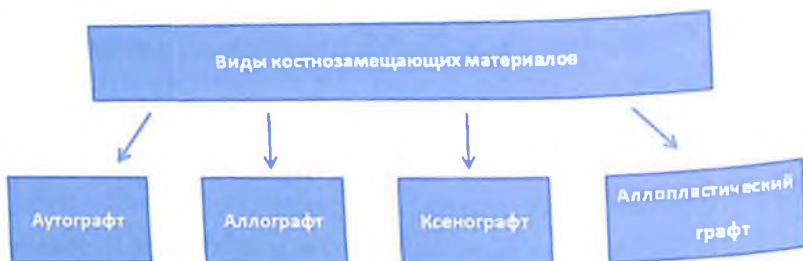 Виды костнозамещающих материалов
Аутографт
Аллографт
Ксенографт
Аллопластический
графт